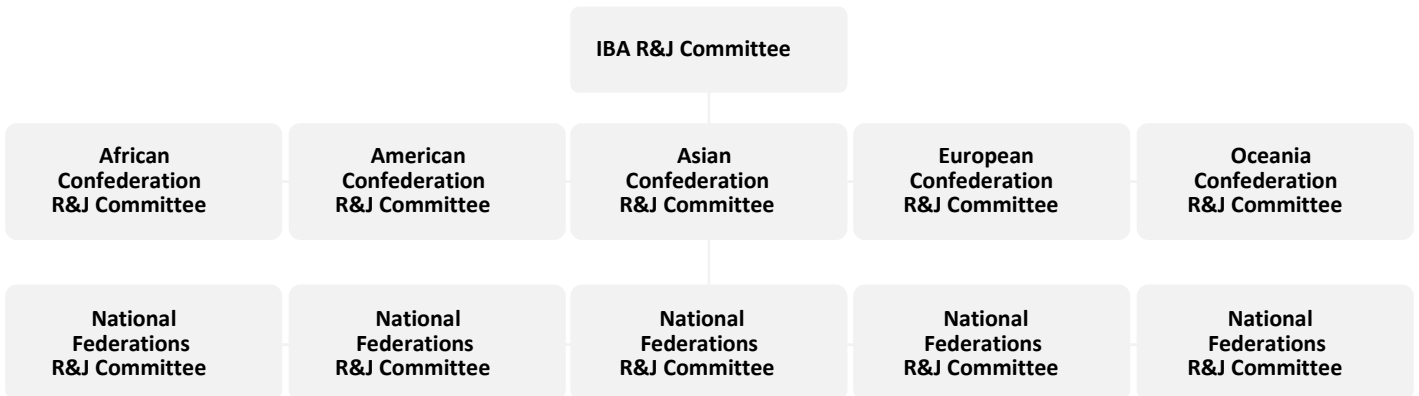 IBA R&J Committee
African
Confederation
R&J Committee
American
Confederation
R&J Committee
Asian
Confederation
R&J Committee
European
Confederation
R&J Committee
Oceania
Confederation
R&J Committee
National
Federations
R&J Committee
National
Federations
R&J Committee
National
Federations
R&J Committee
National
Federations
R&J Committee
National
Federations
R&J Committee